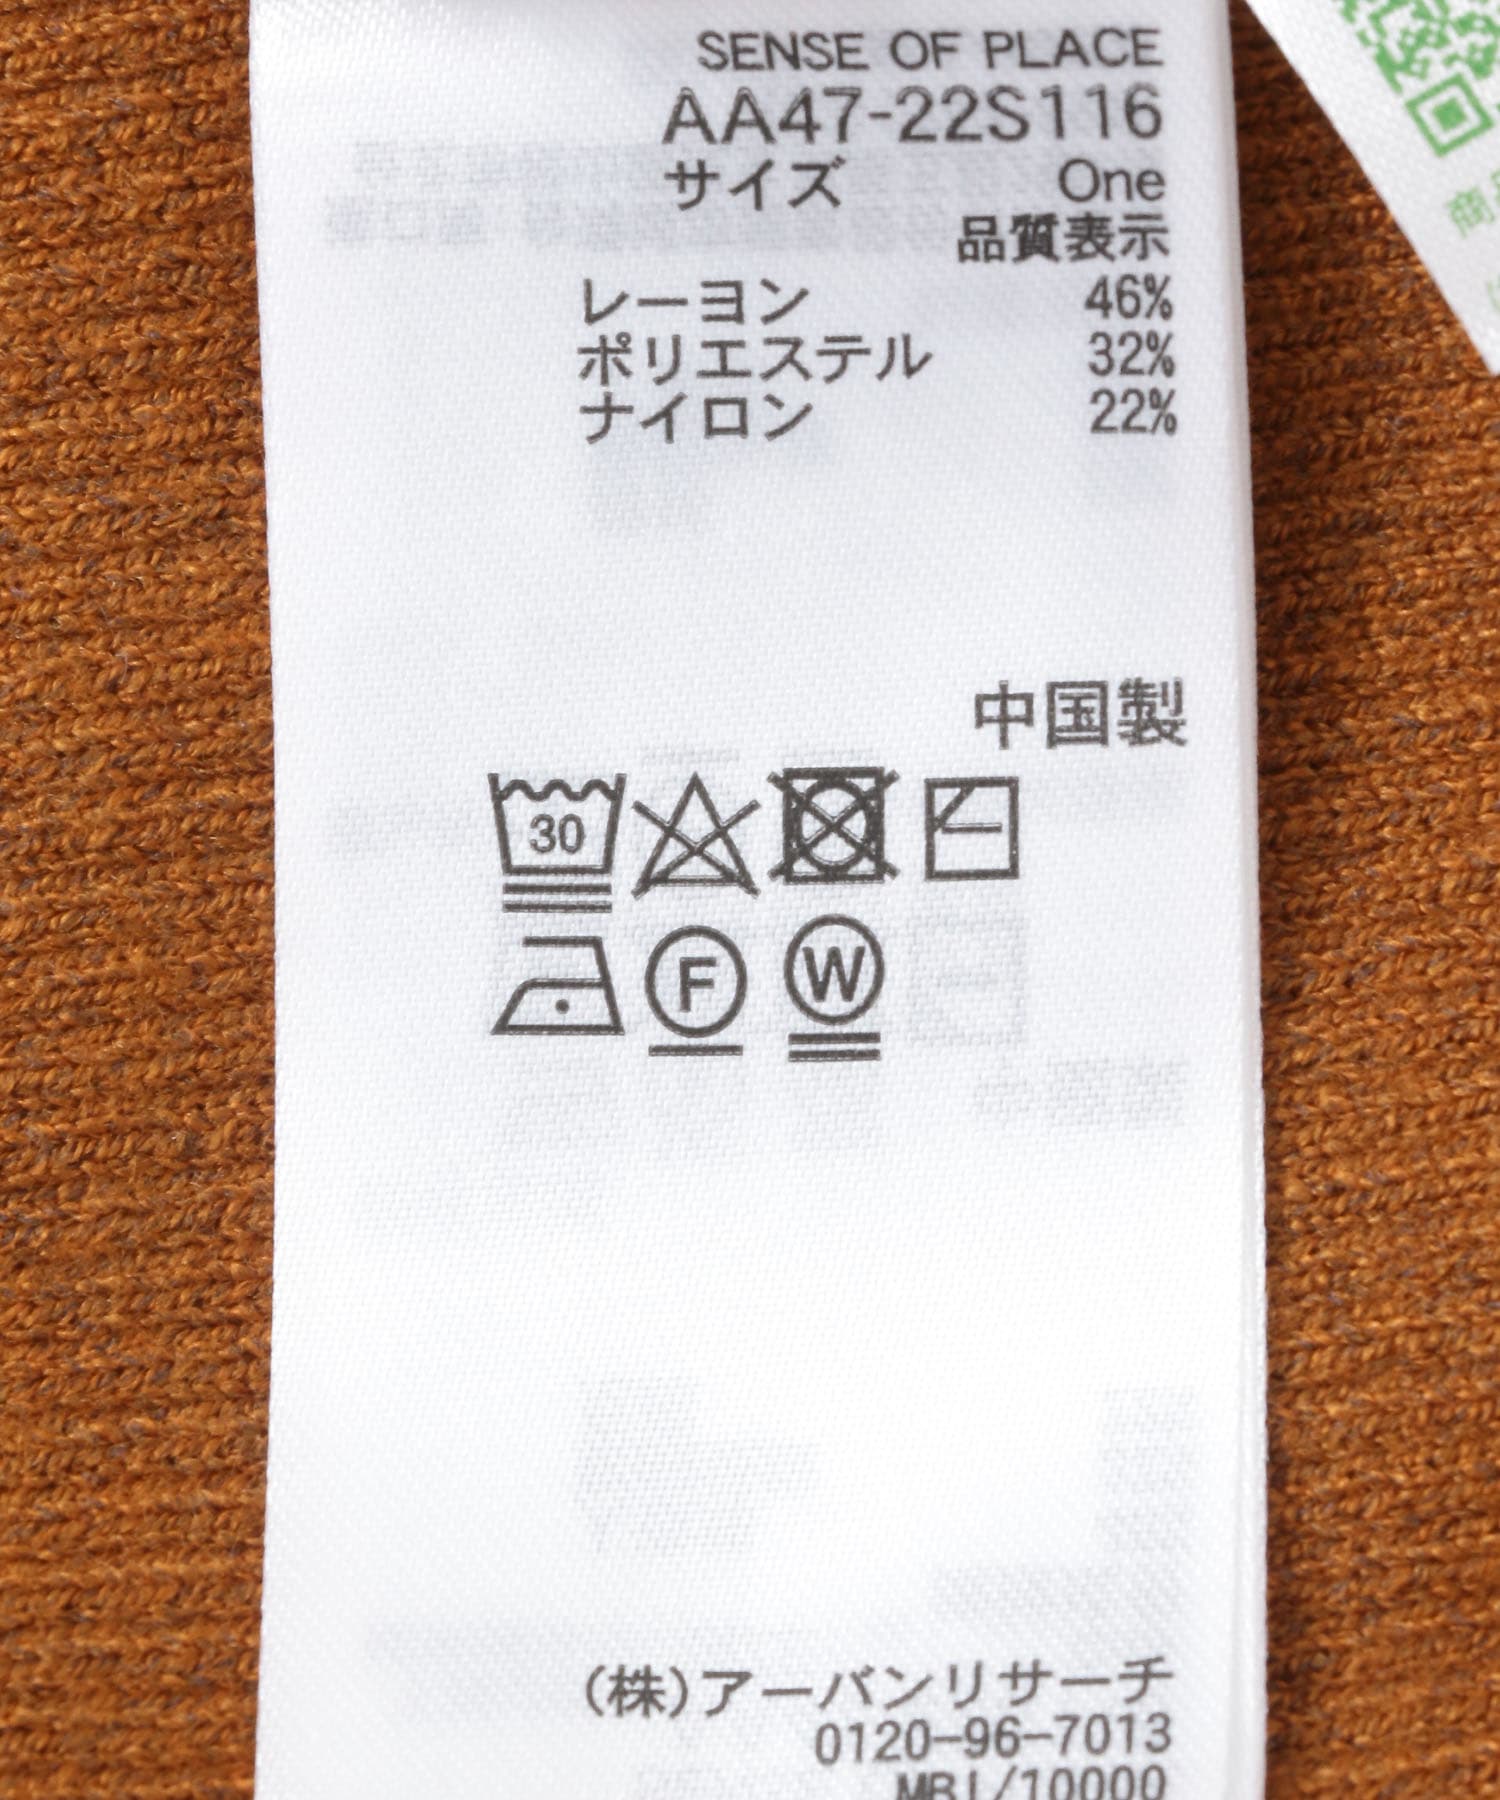 SENSE OF PLACE
AA47-22S116
サイズ One
品質表示
レーヨン 46%
ポリエステル 32%
ナイロン 22%
中国製
30
F W
(株)アーバンリサーチ
0120-96-7013
商